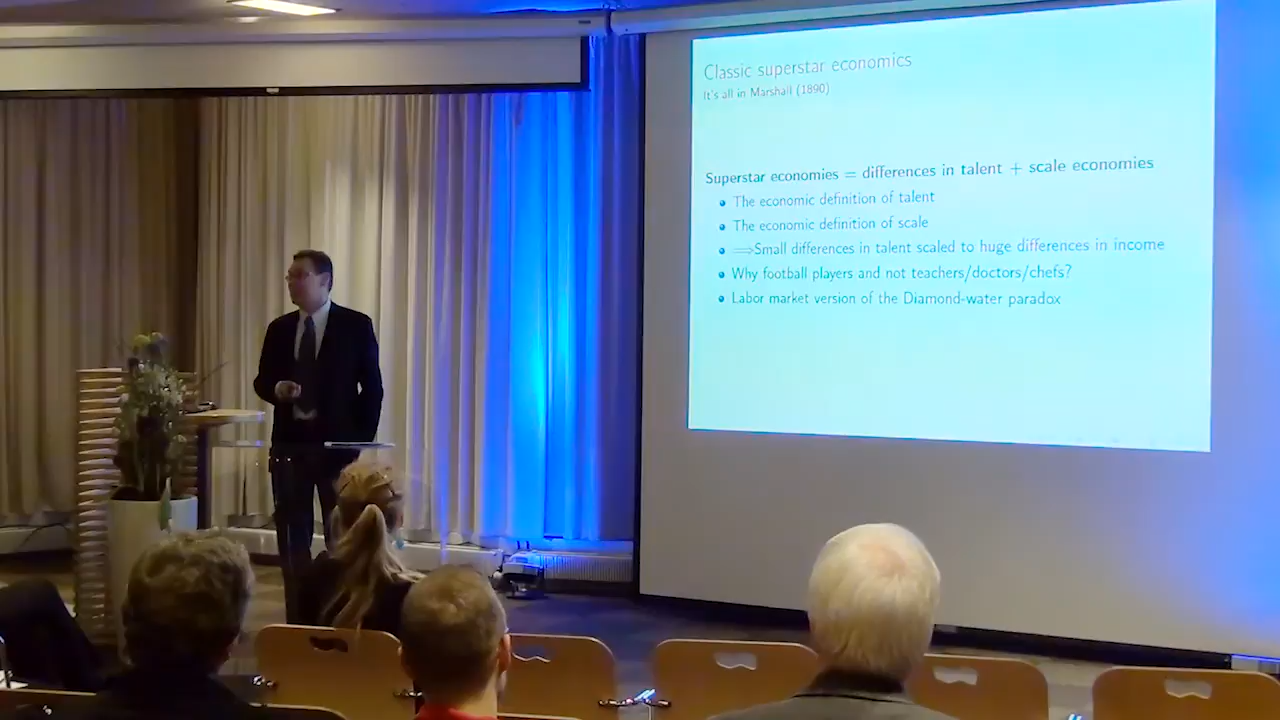 Classic superstar economics
It's all in Marshall (1890)
Superstar economies = differences in talent + scale economies
• The economic definition of talent
• The economic definition of scale
• ⟹Small differences in talent scaled to huge differences in income
• Why football players and not teachers/doctors/chefs?
• Labor market version of the Diamond-water paradox